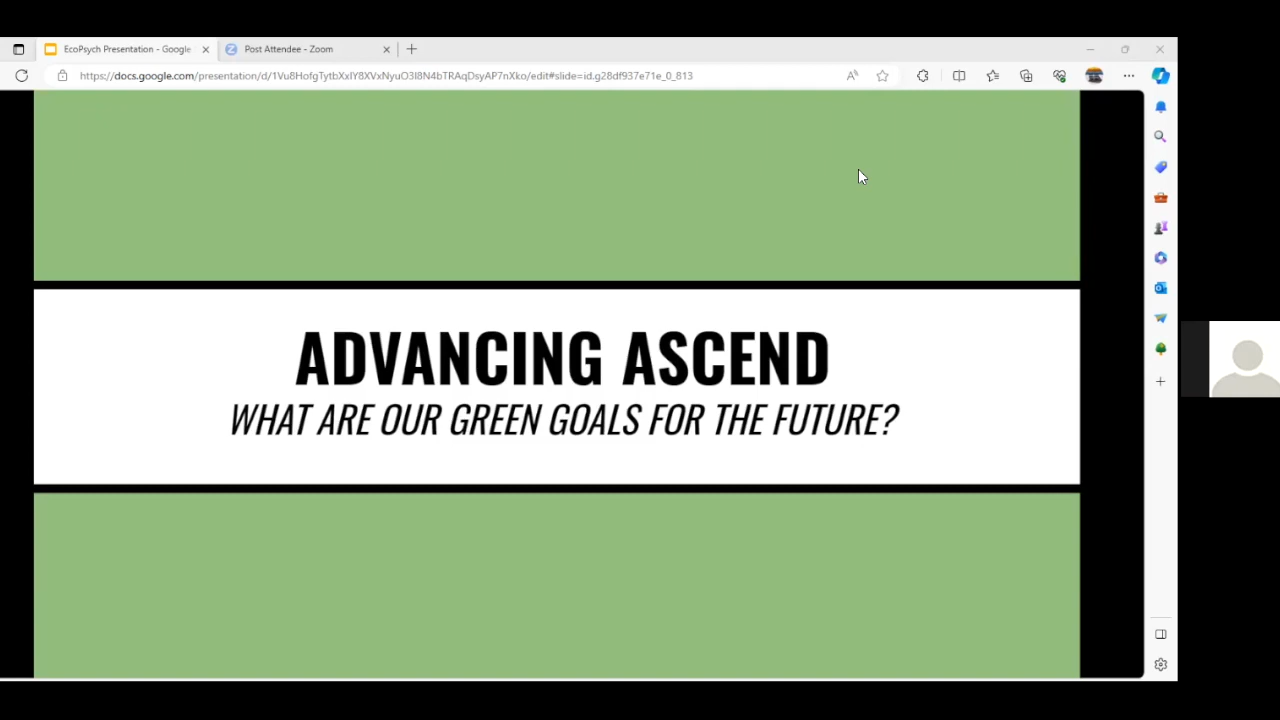 EcoPsych Presentation - Google
Post Attendee - Zoom
https://docs.google.com/presentation/d/1Vu8HofgTytbXxIY8XVxNyuO3I8N4bTRAqDsyAP7nXko/edit#slide=id.g28df937e71e_0_813
ADVANCING ASCEND
WHAT ARE OUR GREEN GOALS FOR THE FUTURE?